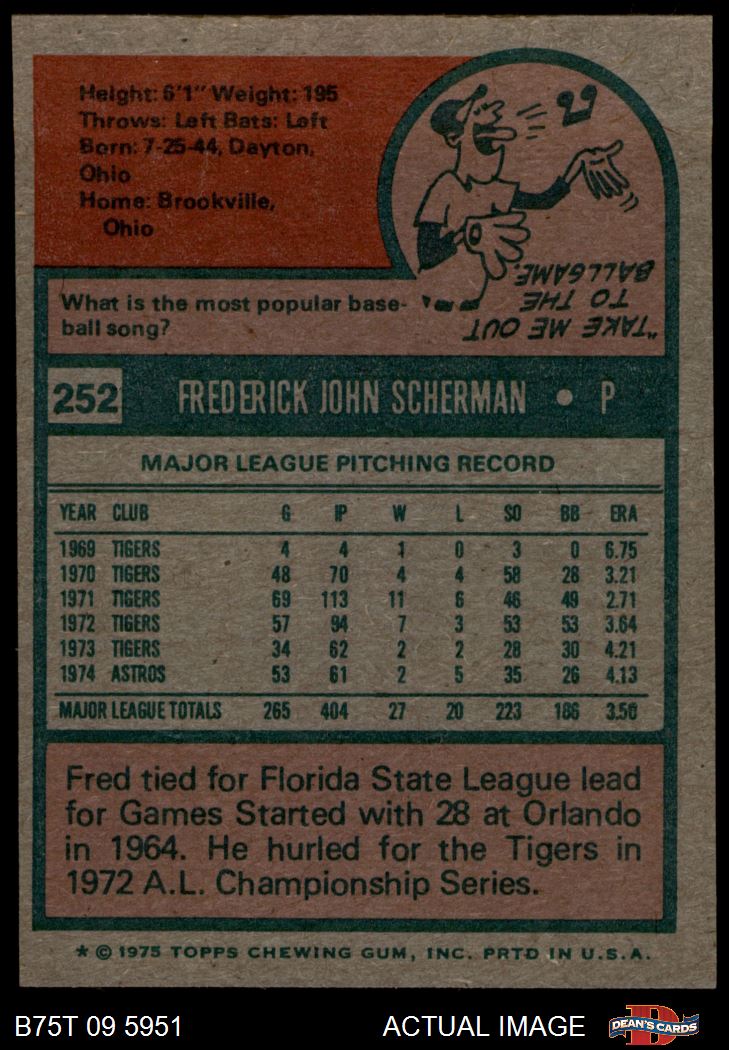 Height: 6'1" Weight: 195
Throws: Left Bats: Left
Born: 7-25-44, Dayton,
Ohio
Home: Brookville,
Ohio
What is the most popular base-
ball song?
"TAKE ME OUT
TO THE
BALLGAME.
252 FREDERICK JOHN SCHERMAN • P
MAJOR LEAGUE PITCHING RECORD
YEAR CLUB G IP W L SO BB ERA
1969 TIGERS 4 4 1 0 3 0 6.75
1970 TIGERS 48 70 4 4 58 28 3.21
1971 TIGERS 69 113 11 6 46 49 2.71
1972 TIGERS 57 94 7 3 53 53 3.64
1973 TIGERS 34 62 2 2 28 30 4.21
1974 ASTROS 53 61 2 5 35 26 4.13
MAJOR LEAGUE TOTALS 265 404 27 20 223 186 3.50
Fred tied for Florida State League lead
for Games Started with 28 at Orlando
in 1964. He hurled for the Tigers in
1972 A.L. Championship Series.
* © 1975 TOPPS CHEWING GUM, INC. PRTD IN U.S.A.
B75T 09 5951 ACTUAL IMAGE DEAN'S CARDS